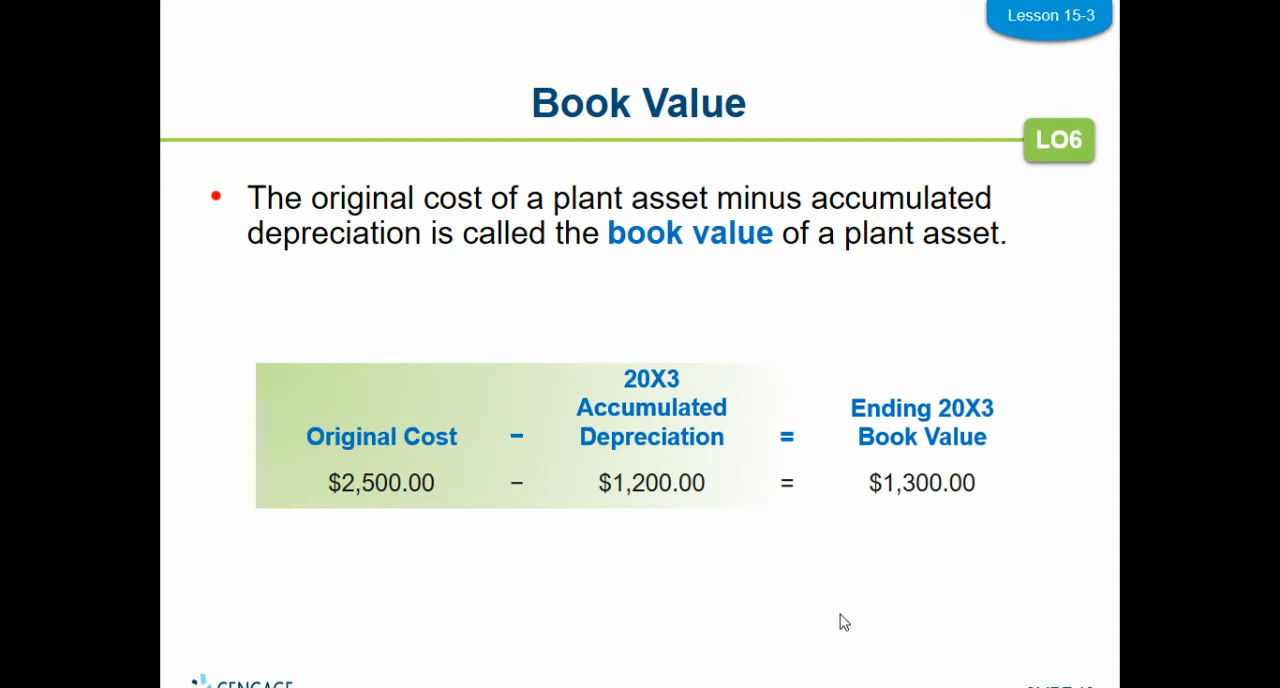 Lesson 15-3
Book Value
LO6
• The original cost of a plant asset minus accumulated
depreciation is called the book value of a plant asset.
20X3
Accumulated Ending 20X3
Original Cost – Depreciation = Book Value
$2,500.00 – $1,200.00 = $1,300.00
CENGAGE